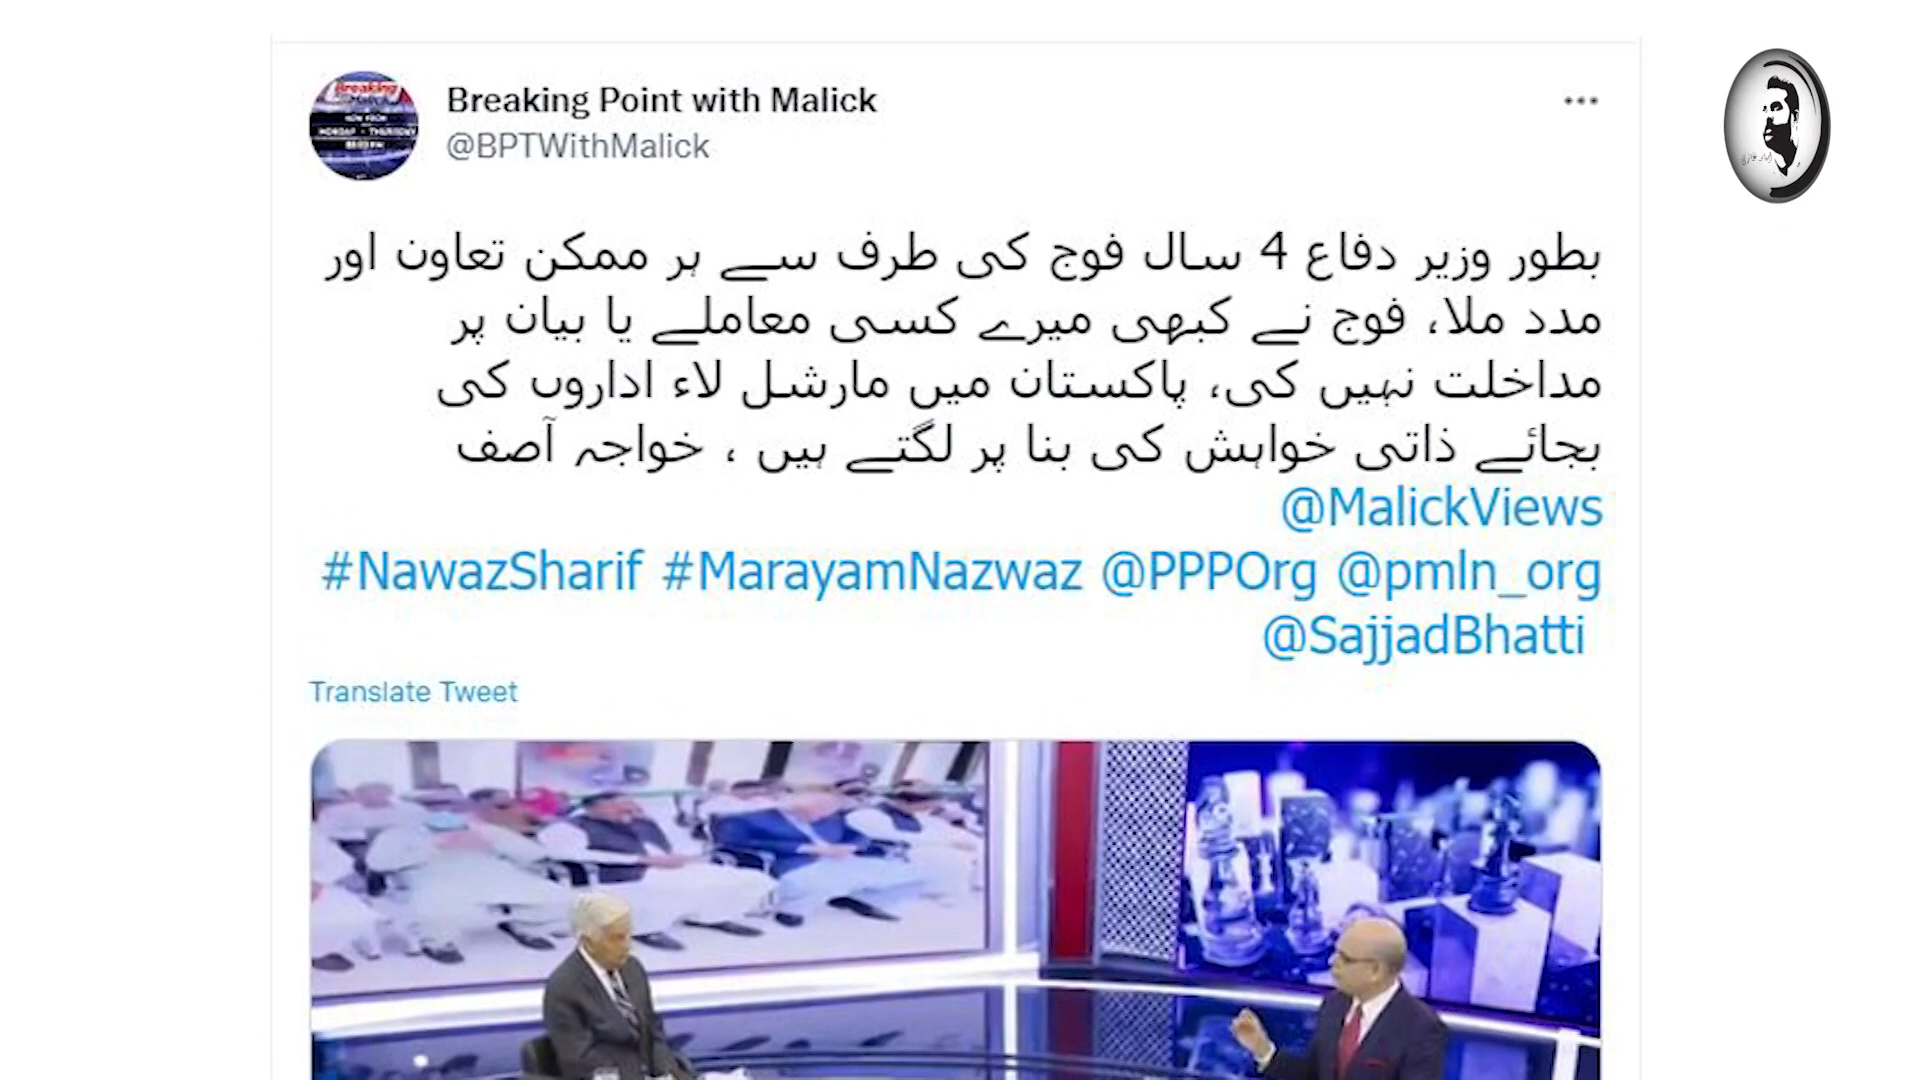 Breaking Point with Malick
@BPTWithMalick
بطور وزیر دفاع 4 سال فوج کی طرف سے ہر ممکن تعاون اور
مدد ملا، فوج نے کبھی میرے کسی معاملے یا بیان پر
مداخلت نہیں کی، پاکستان میں مارشل لاء اداروں کی
بجائے ذاتی خواہش کی بنا پر لگتے ہیں ، خواجہ آصف
@MalickViews
#NawazSharif #MarayamNazwaz @PPPOrg @pmln_org
@SajjadBhatti
Translate Tweet